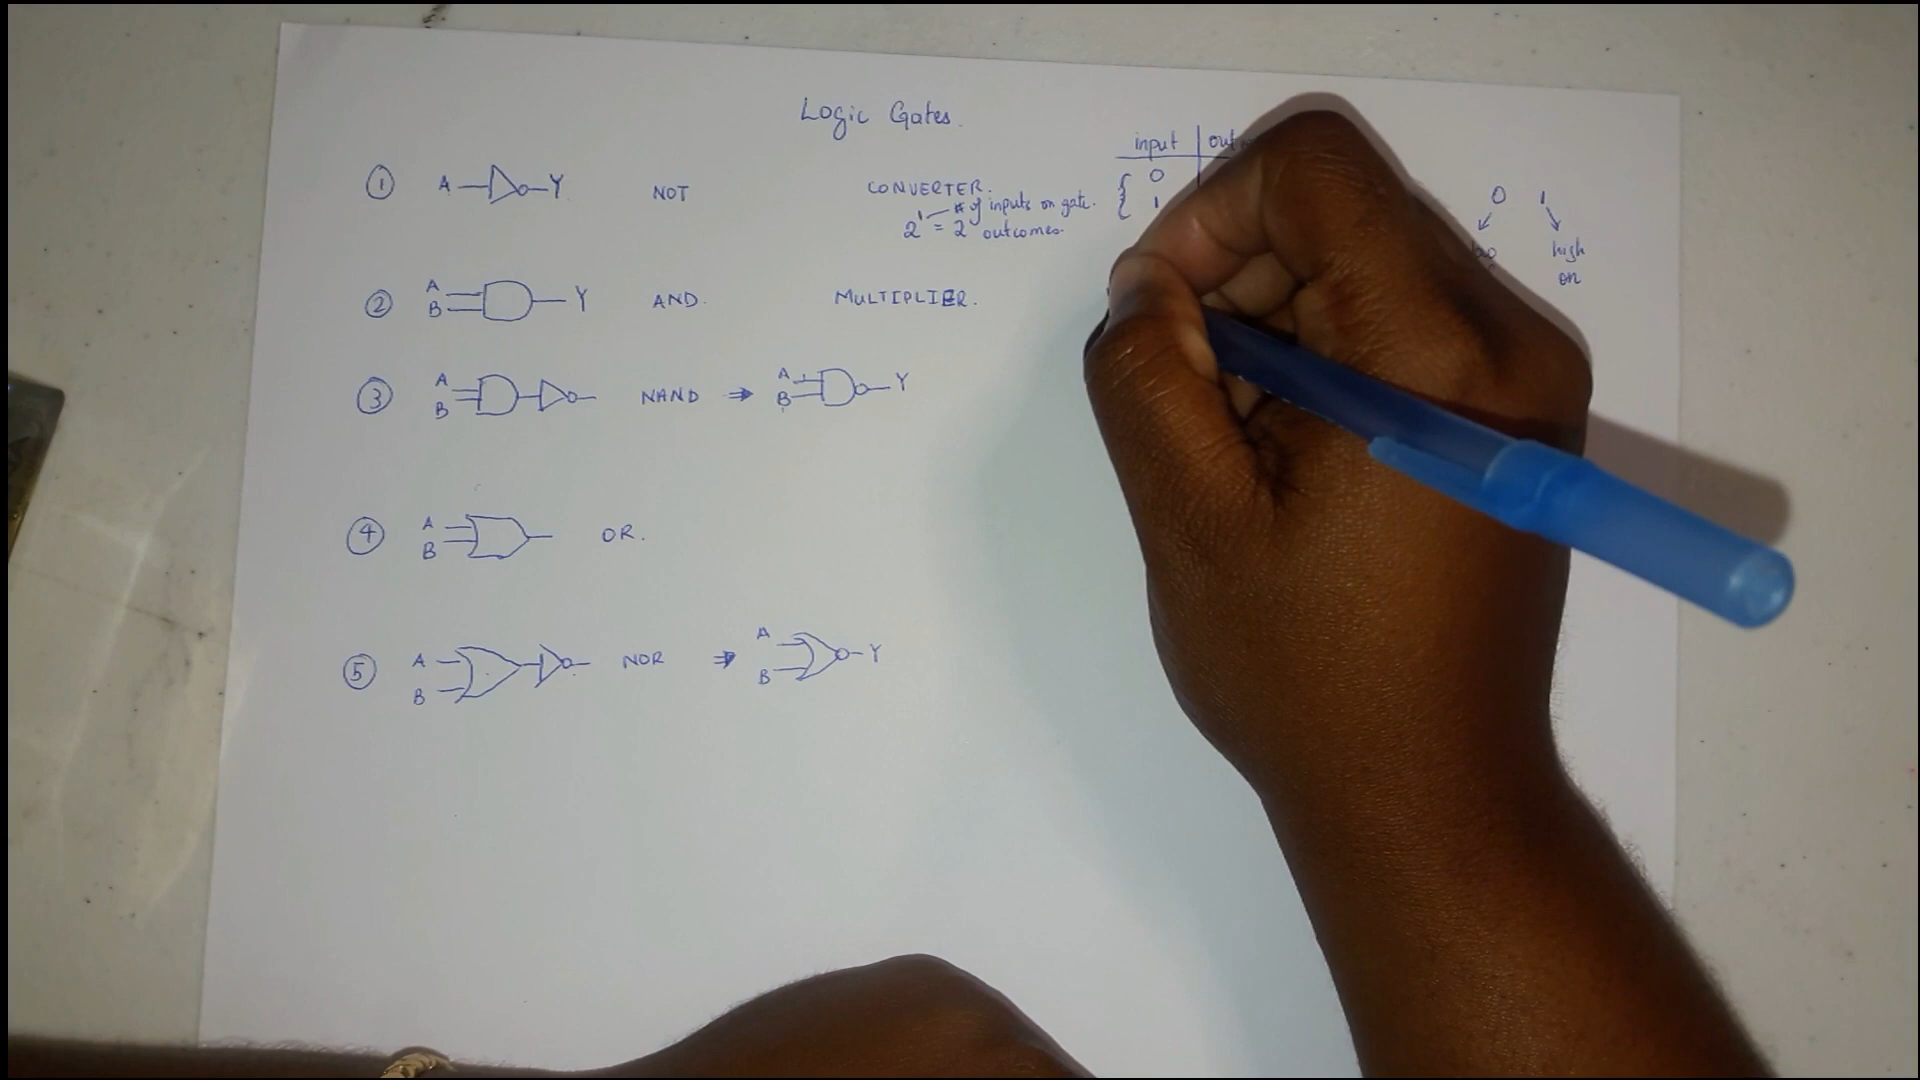 Logic Gates.
input | out
① A Y NOT CONVERTER. { 0
# of inputs on gate. 1
2¹ = 2 outcomes.
0 1
high
on
② A B Y AND. MULTIPLIER.
③ A B NAND ⇒ A B Y
④ A B OR.
⑤ A B NOR ⇒ A B Y